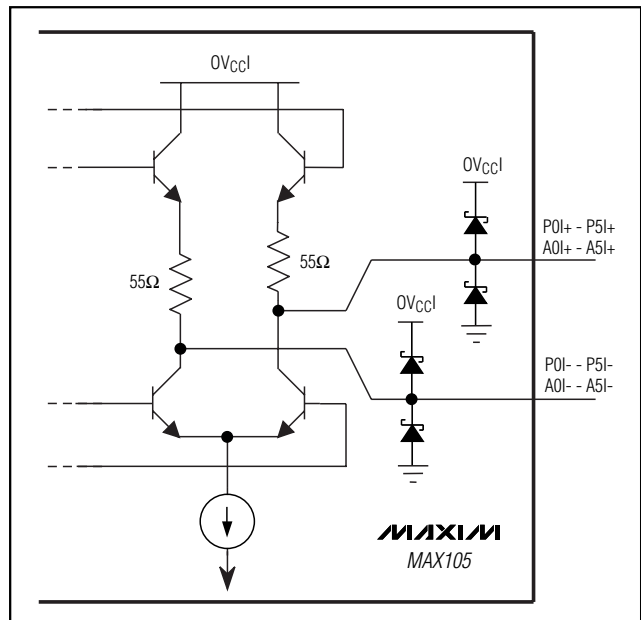 OVCCI
OVCCI
P0I+ - P5I+
A0I+ - A5I+
55Ω
55Ω
OVCCI
P0I- - P5I-
A0I- - A5I-
MAXIM
MAX105